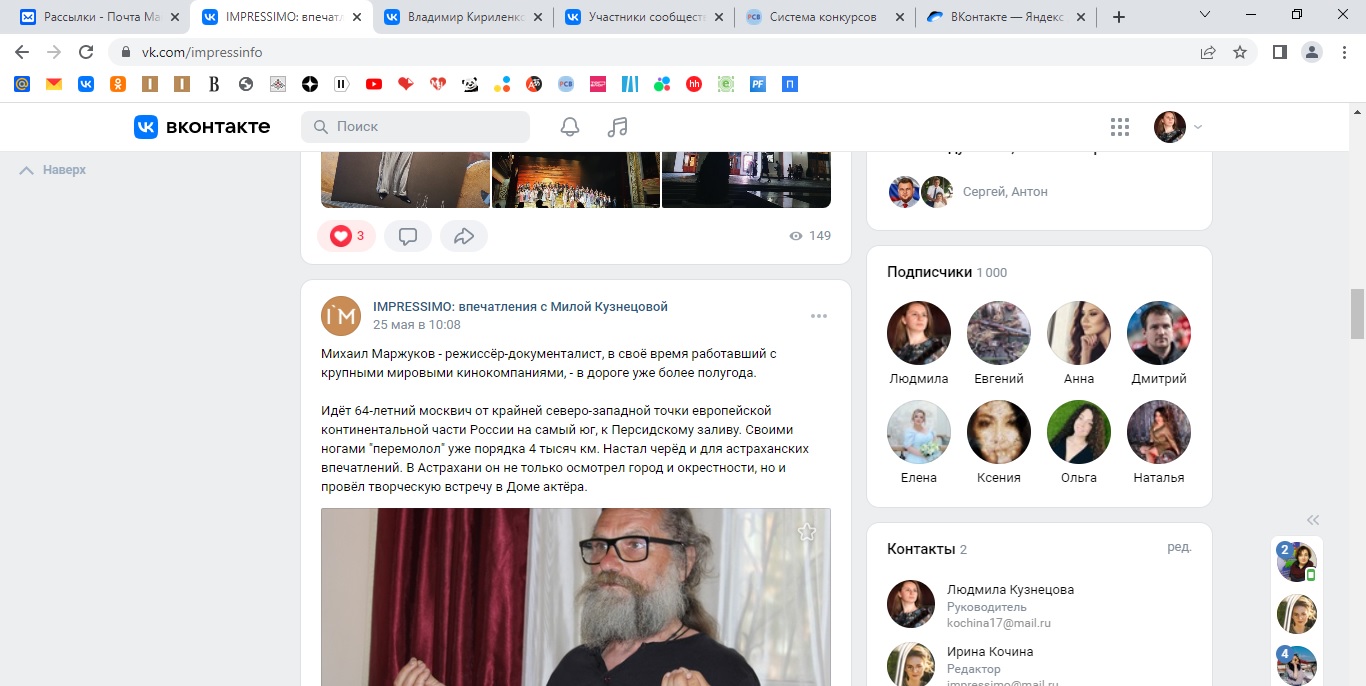 Рассылки - Почта Ma
IMPRESSIMO: впечатл
Владимир Кириленко
Участники сообществ
Система конкурсов
ВКонтакте — Яндекс
vk.com/impressinfo
вконтакте
Поиск
Наверх
3
149
Сергей, Антон
Подписчики 1 000
Людмила Евгений Анна Дмитрий
Елена Ксения Ольга Наталья
I'M
IMPRESSIMO: впечатления с Милой Кузнецовой
25 мая в 10:08
Михаил Маржуков - режиссёр-документалист, в своё время работавший с
крупными мировыми кинокомпаниями, - в дороге уже более полугода.
Идёт 64-летний москвич от крайней северо-западной точки европейской
континентальной части России на самый юг, к Персидскому заливу. Своими
ногами "перемолол" уже порядка 4 тысяч км. Настал черёд и для астраханских
впечатлений. В Астрахани он не только осмотрел город и окрестности, но и
провёл творческую встречу в Доме актёра.
Контакты 2
ред.
Людмила Кузнецова
Руководитель
kochina17@mail.ru
Ирина Кочина
Редактор
impressimo@mail.ru
2
4